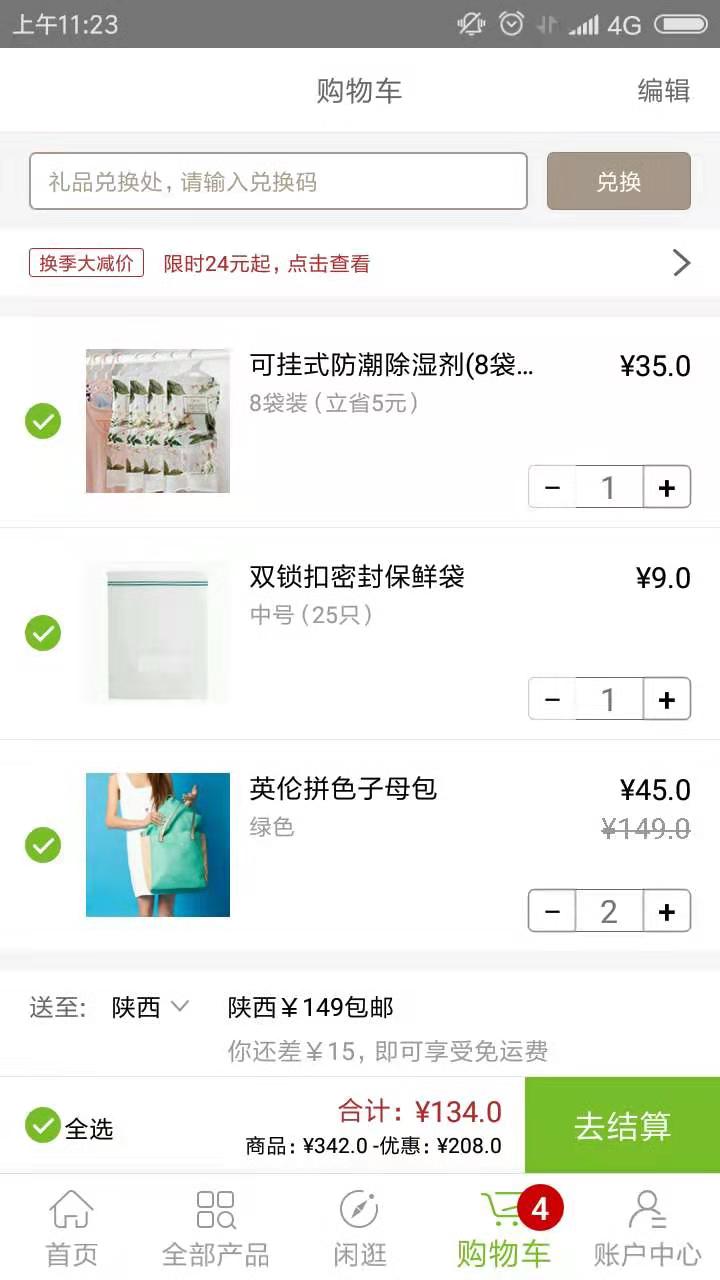 上午11:23 4G
购物车 编辑
礼品兑换处, 请输入兑换码 兑换
换季大减价 限时24元起, 点击查看
可挂式防潮除湿剂(8袋... ¥35.0
8袋装 (立省5元)
− 1 +
双锁扣密封保鲜袋 ¥9.0
中号 (25只)
− 1 +
英伦拼色子母包 ¥45.0
绿色 ¥149.0
− 2 +
送至: 陕西 陕西￥149包邮
你还差￥15, 即可享受免运费
合计: ¥134.0
全选 去结算
商品: ¥342.0 -优惠: ¥208.0
4
首页 全部产品 闲逛 购物车 账户中心